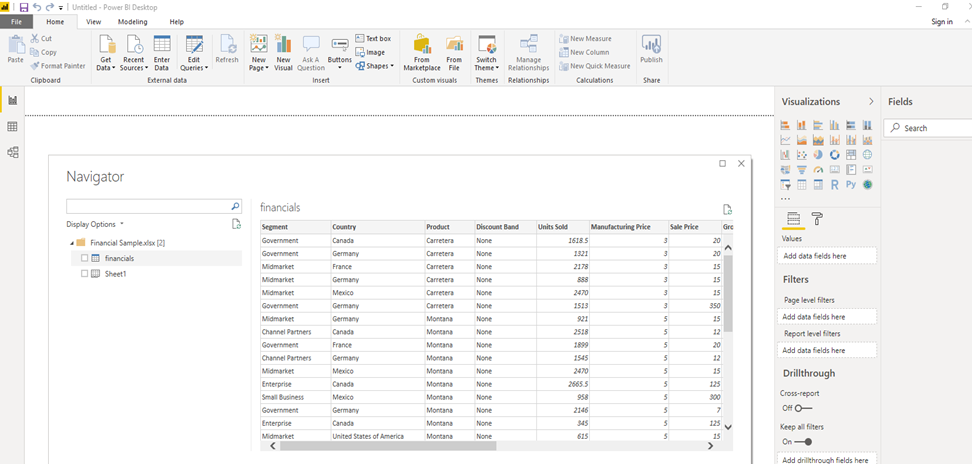 Untitled - Power BI Desktop
Sign in
File Home View Modeling Help
Paste
Cut
Copy
Format Painter
Clipboard
Get Data
Recent Sources
Enter Data
Edit Queries
External data
Refresh
New Page
New Visual
Ask A Question
Buttons
Text box
Image
Shapes
Insert
From Marketplace
From File
Custom visuals
Switch Theme
Themes
Manage Relationships
Relationships
New Measure
New Column
New Quick Measure
Calculations
Publish
Share
Navigator
Display Options
Financial Sample.xlsx [2]
financials
Sheet1
financials
Segment Country Product Discount Band Units Sold Manufacturing Price Sale Price Gro
Government Canada Carretera None 1618.5 3 20
Government Germany Carretera None 1321 3 20
Midmarket France Carretera None 2178 3 15
Midmarket Germany Carretera None 888 3 15
Midmarket Mexico Carretera None 2470 3 15
Government Germany Carretera None 1513 3 350
Midmarket Germany Montana None 921 5 15
Channel Partners Canada Montana None 2518 5 12
Government France Montana None 1899 5 20
Channel Partners Germany Montana None 1545 5 12
Midmarket Mexico Montana None 2470 5 15
Enterprise Canada Montana None 2665.5 5 125
Small Business Mexico Montana None 958 5 300
Government Germany Montana None 2146 5 7
Enterprise Canada Montana None 345 5 125
Midmarket United States of America Montana None 615 5 15
Visualizations
R Py
Values
Add data fields here
Filters
Page level filters
Add data fields here
Report level filters
Add data fields here
Drillthrough
Cross-report
Off
Keep all filters
On
Add drillthrough fields here
Fields
Search